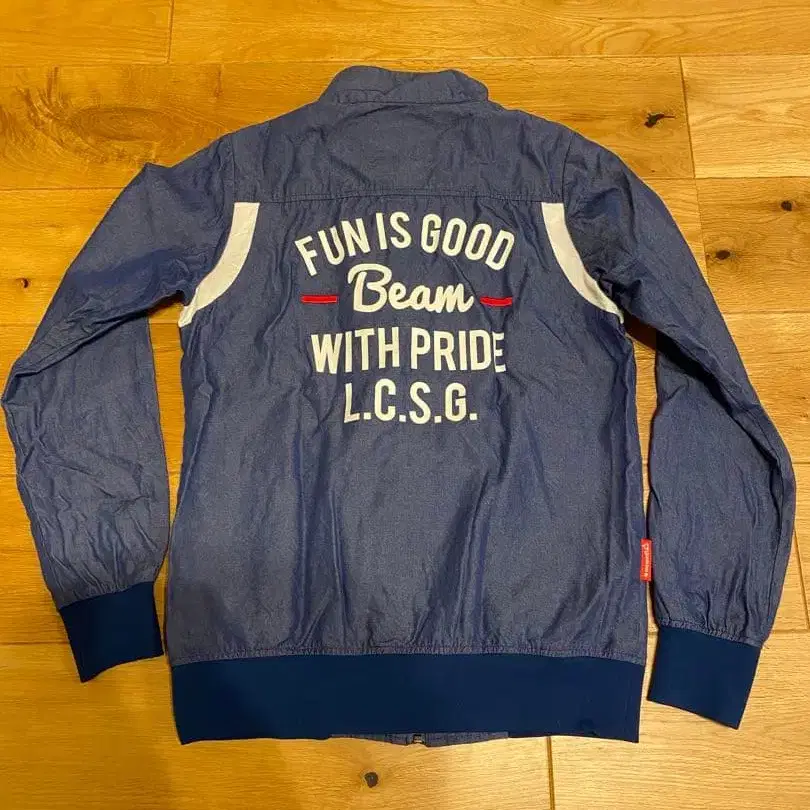 FUN IS GOOD
Beam
WITH PRIDE
L.C.S.G.